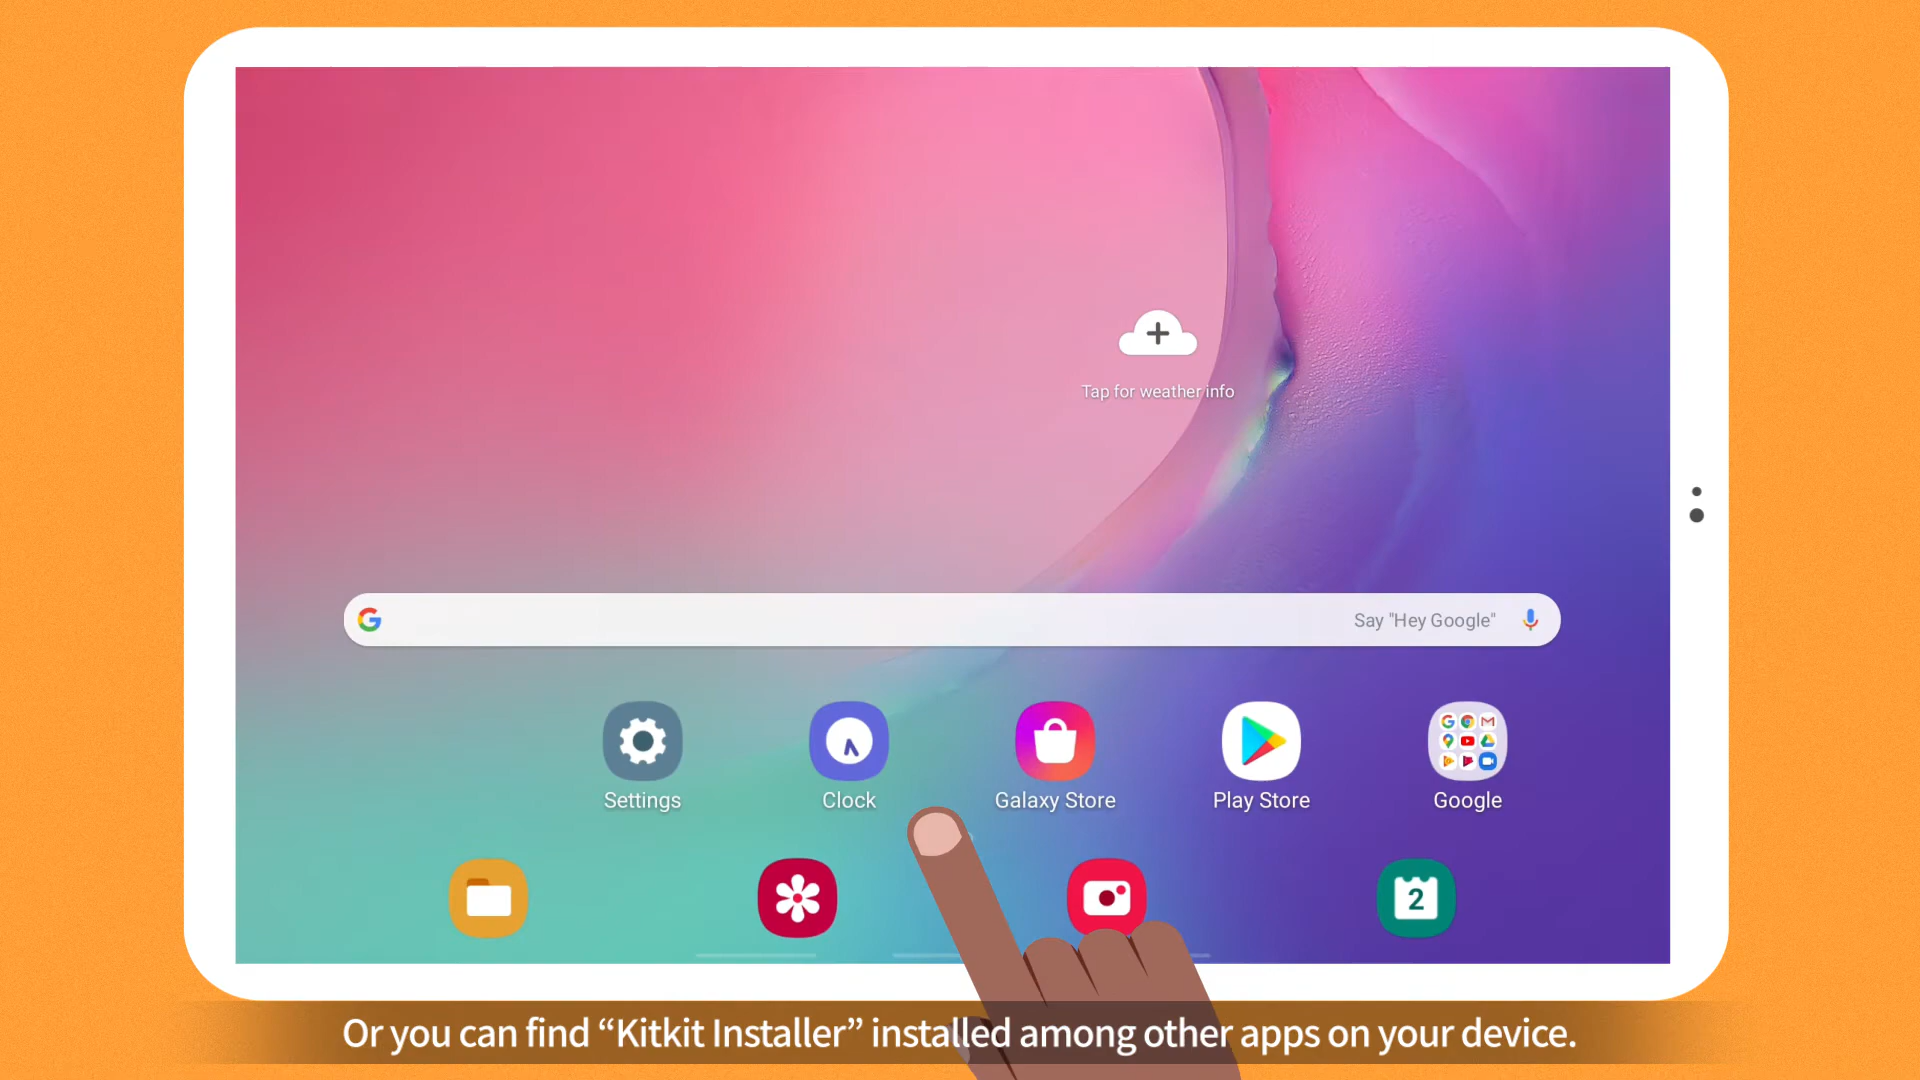 Tap for weather info
Say "Hey Google"
Settings
Clock
Galaxy Store
Play Store
Google
2
Or you can find “Kitkit Installer” installed among other apps on your device.